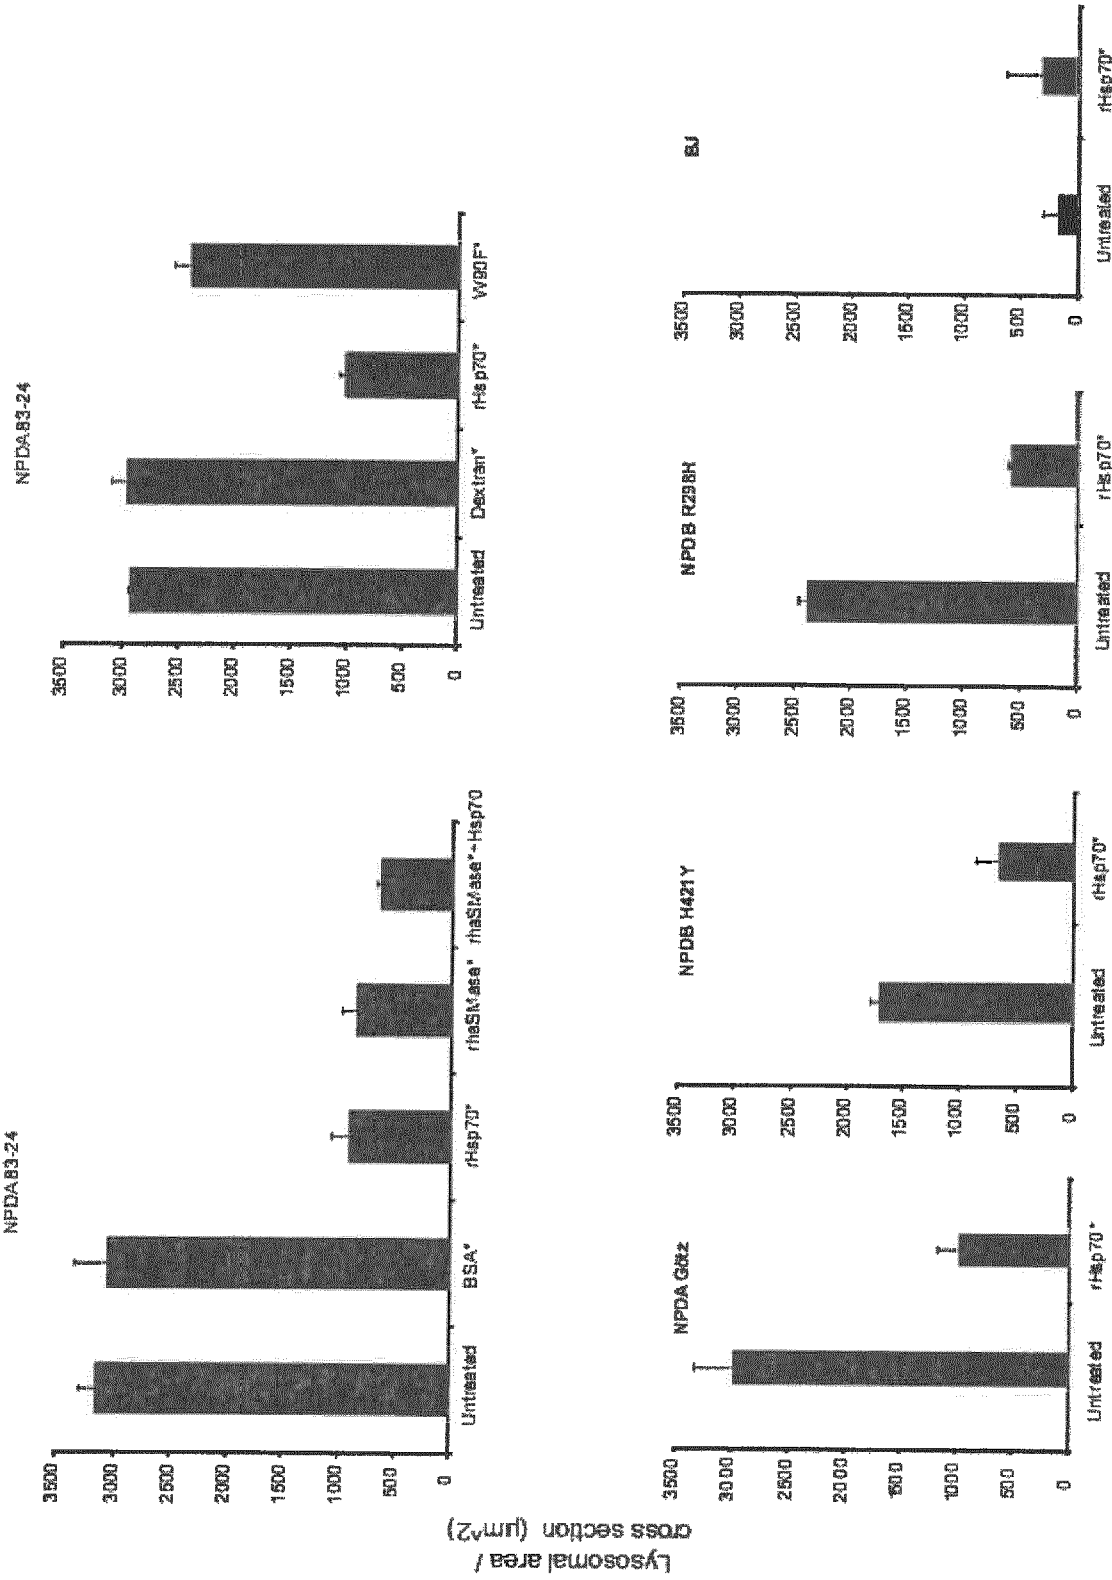 Lysosomal area /
cross section (µm^2)
NPDA83-24
3500
3000
2500
2000
1500
1000
500
0
Untreated
BSA*
rHsp70*
rhaSMase*
rhaSMase*+Hsp70
NPDA83-24
3500
3000
2500
2000
1500
1000
500
0
Untreated
Dextran*
rHsp70*
W90F*
NPDA Götz
3500
3000
2500
2000
1500
1000
500
0
Untreated
rHsp70*
NPDB H421Y
3500
3000
2500
2000
1500
1000
500
0
Untreated
rHsp70*
NPDB R298H
3500
3000
2500
2000
1500
1000
500
0
Untreated
rHsp70*
BJ
3500
3000
2500
2000
1500
1000
500
0
Untreated
rHsp70*